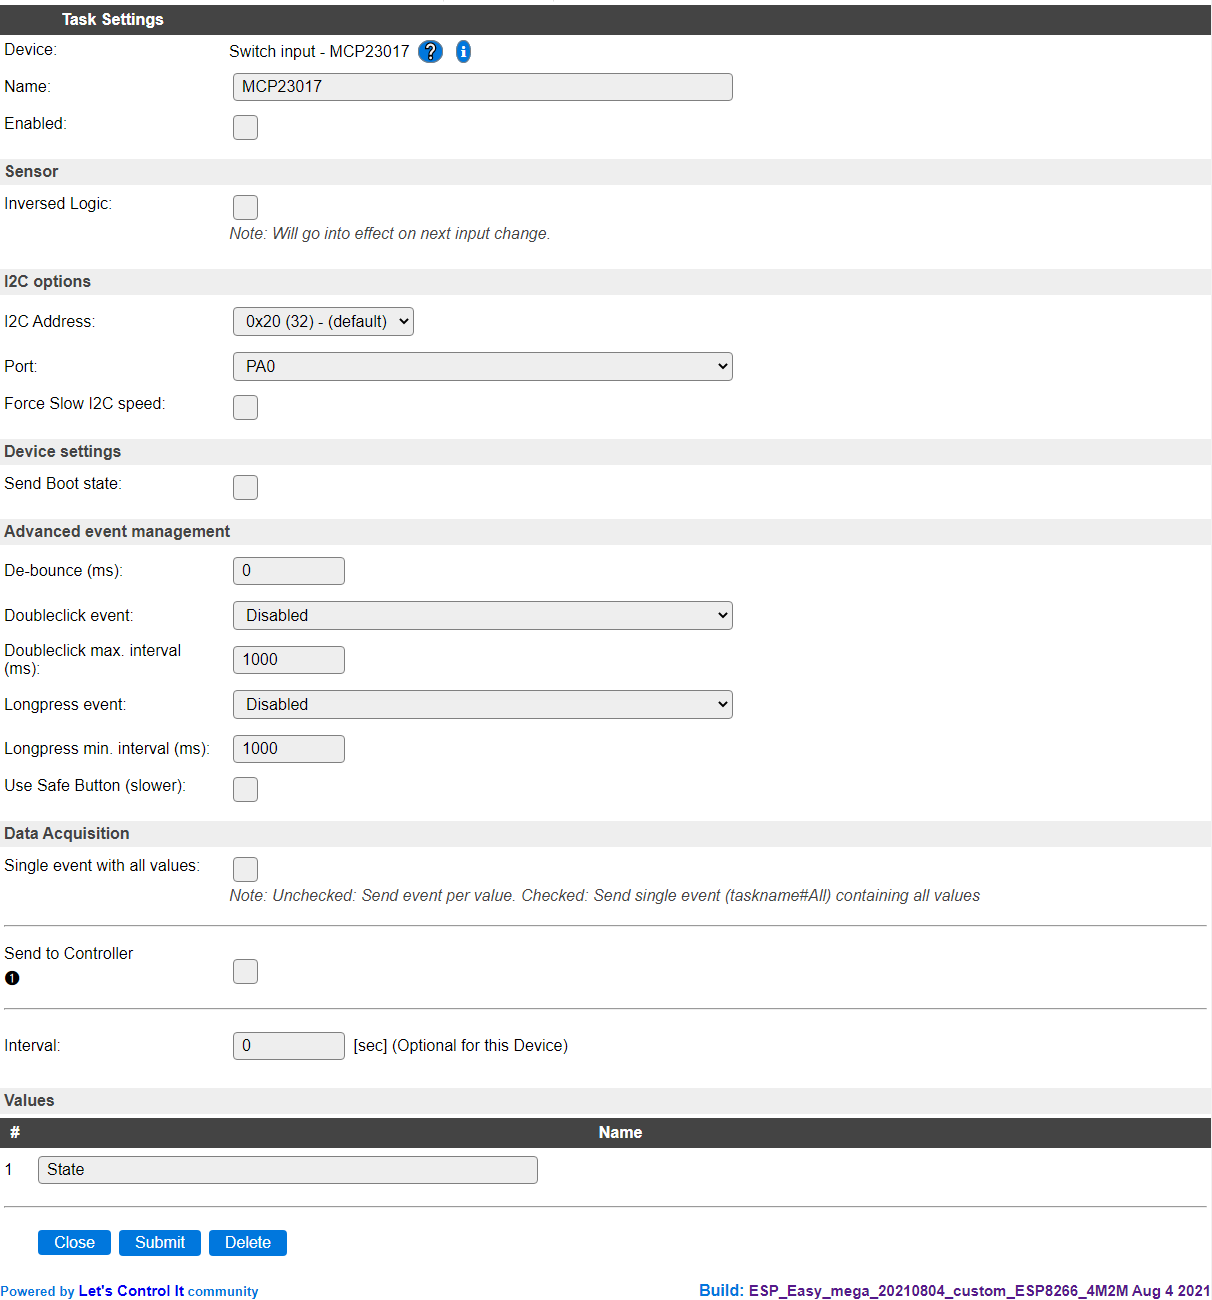 Task Settings
Device: Switch input - MCP23017 ? i
Name: MCP23017
Enabled:
Sensor
Inversed Logic:
Note: Will go into effect on next input change.
I2C options
I2C Address: 0x20 (32) - (default)
Port: PA0
Force Slow I2C speed:
Device settings
Send Boot state:
Advanced event management
De-bounce (ms): 0
Doubleclick event: Disabled
Doubleclick max. interval
(ms): 1000
Longpress event: Disabled
Longpress min. interval (ms): 1000
Use Safe Button (slower):
Data Acquisition
Single event with all values:
Note: Unchecked: Send event per value. Checked: Send single event (taskname#All) containing all values
Send to Controller
❶
Interval: 0 [sec] (Optional for this Device)
Values
# Name
1 State
Close Submit Delete
Powered by Let's Control It community Build: ESP_Easy_mega_20210804_custom_ESP8266_4M2M Aug 4 2021